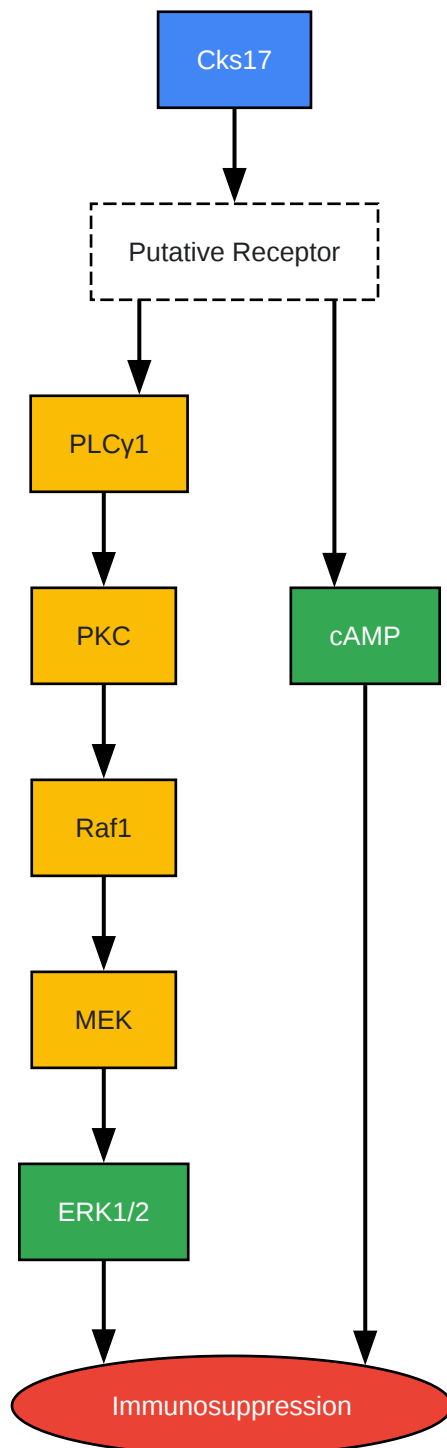 Cks17
Putative Receptor
PLCγ1
PKC
cAMP
Raf1
MEK
ERK1/2
Immunosuppression